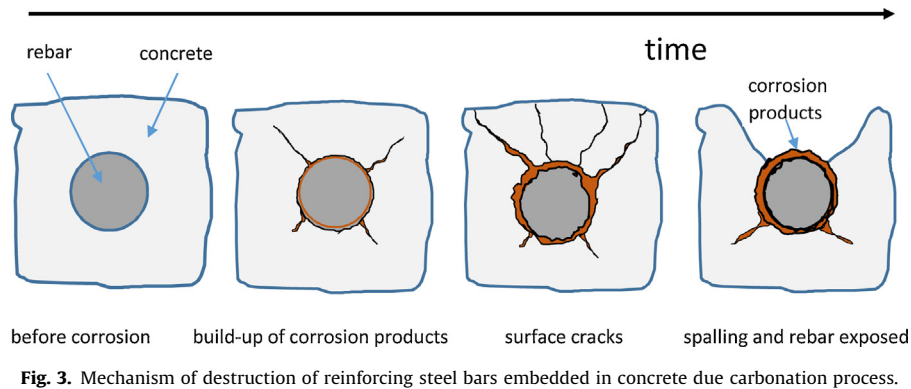 time
rebar
concrete
corrosion
products
before corrosion
build-up of corrosion products
surface cracks
spalling and rebar exposed
Fig. 3. Mechanism of destruction of reinforcing steel bars embedded in concrete due carbonation process.